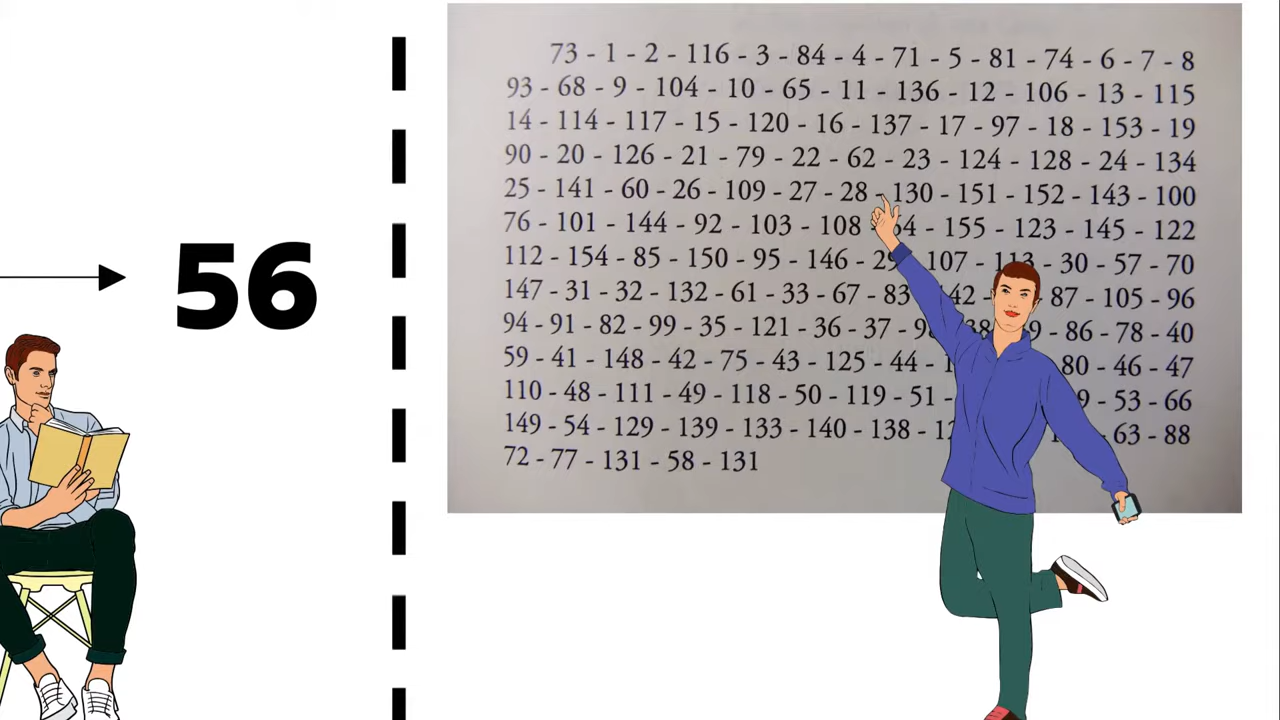 56
73 - 1 - 2 - 116 - 3 - 84 - 4 - 71 - 5 - 81 - 74 - 6 - 7 - 8
93 - 68 - 9 - 104 - 10 - 65 - 11 - 136 - 12 - 106 - 13 - 115
14 - 114 - 117 - 15 - 120 - 16 - 137 - 17 - 97 - 18 - 153 - 19
90 - 20 - 126 - 21 - 79 - 22 - 62 - 23 - 124 - 128 - 24 - 134
25 - 141 - 60 - 26 - 109 - 27 - 28 - 130 - 151 - 152 - 143 - 100
76 - 101 - 144 - 92 - 103 - 108 - 64 - 155 - 123 - 145 - 122
112 - 154 - 85 - 150 - 95 - 146 - 29 107 - 113 - 30 - 57 - 70
147 - 31 - 32 - 132 - 61 - 33 - 67 - 83 87 - 105 - 96
94 - 91 - 82 - 99 - 35 - 121 - 36 - 37 - - 86 - 78 - 40
59 - 41 - 148 - 42 - 75 - 43 - 125 - 44 - 80 - 46 - 47
110 - 48 - 111 - 49 - 118 - 50 - 119 - 51 - - 53 - 66
149 - 54 - 129 - 139 - 133 - 140 - 138 - - 63 - 88
72 - 77 - 131 - 58 - 131